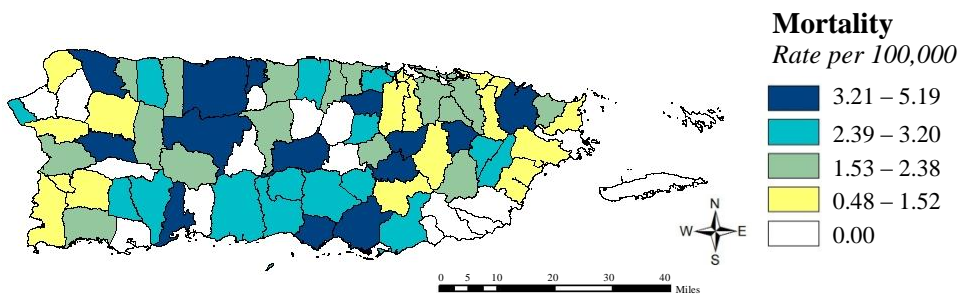 Mortality
Rate per 100,000
3.21 – 5.19
2.39 – 3.20
1.53 – 2.38
0.48 – 1.52
0.00
N
W E
S
0 5 10 20 30 40
Miles